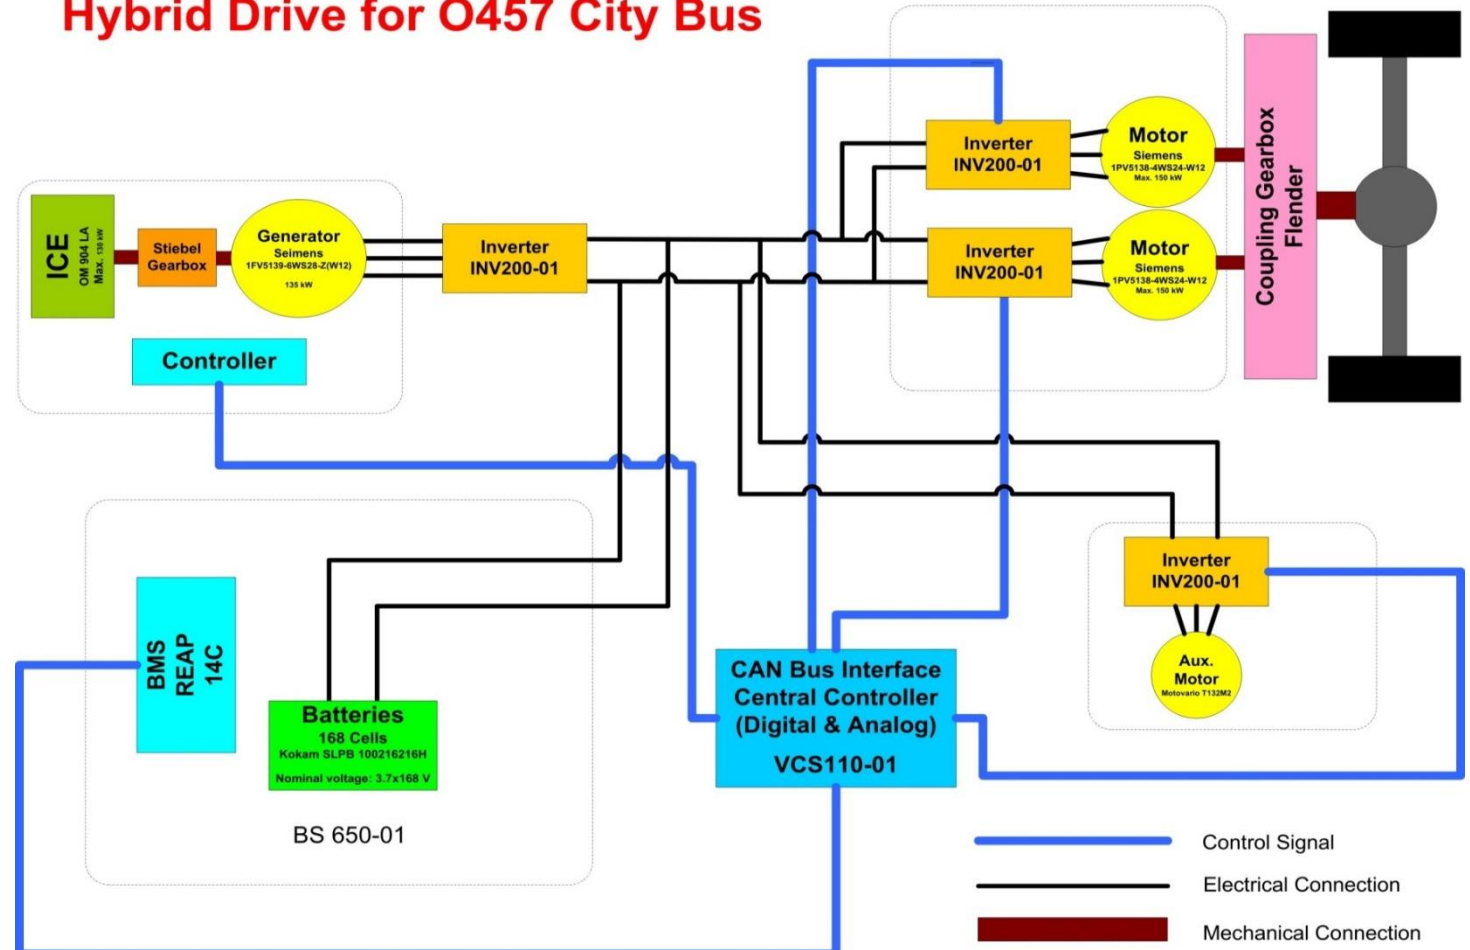 Hybrid Drive for O457 City Bus
ICE
OM 904 LA
Max. 130 kW
Stiebel
Gearbox
Generator
Seimens
1FV5139-6WS28-Z(W12)
135 kW
Inverter
INV200-01
Controller
Inverter
INV200-01
Motor
Siemens
1PV5138-4WS24-W12
Max. 150 kW
Inverter
INV200-01
Motor
Siemens
1PV5138-4WS24-W12
Max. 150 kW
Coupling Gearbox
Flender
BMS
REAP
14C
Batteries
168 Cells
Kokam SLPB 100216216H
Nominal voltage: 3.7x168 V
BS 650-01
CAN Bus Interface
Central Controller
(Digital & Analog)
VCS110-01
Inverter
INV200-01
Aux.
Motor
Motovario T132M2
Control Signal
Electrical Connection
Mechanical Connection